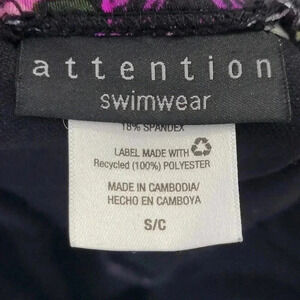 attention
swimwear
18% SPANDEX
LABEL MADE WITH
Recycled (100%) POLYESTER
MADE IN CAMBODIA/
HECHO EN CAMBOYA
S/C